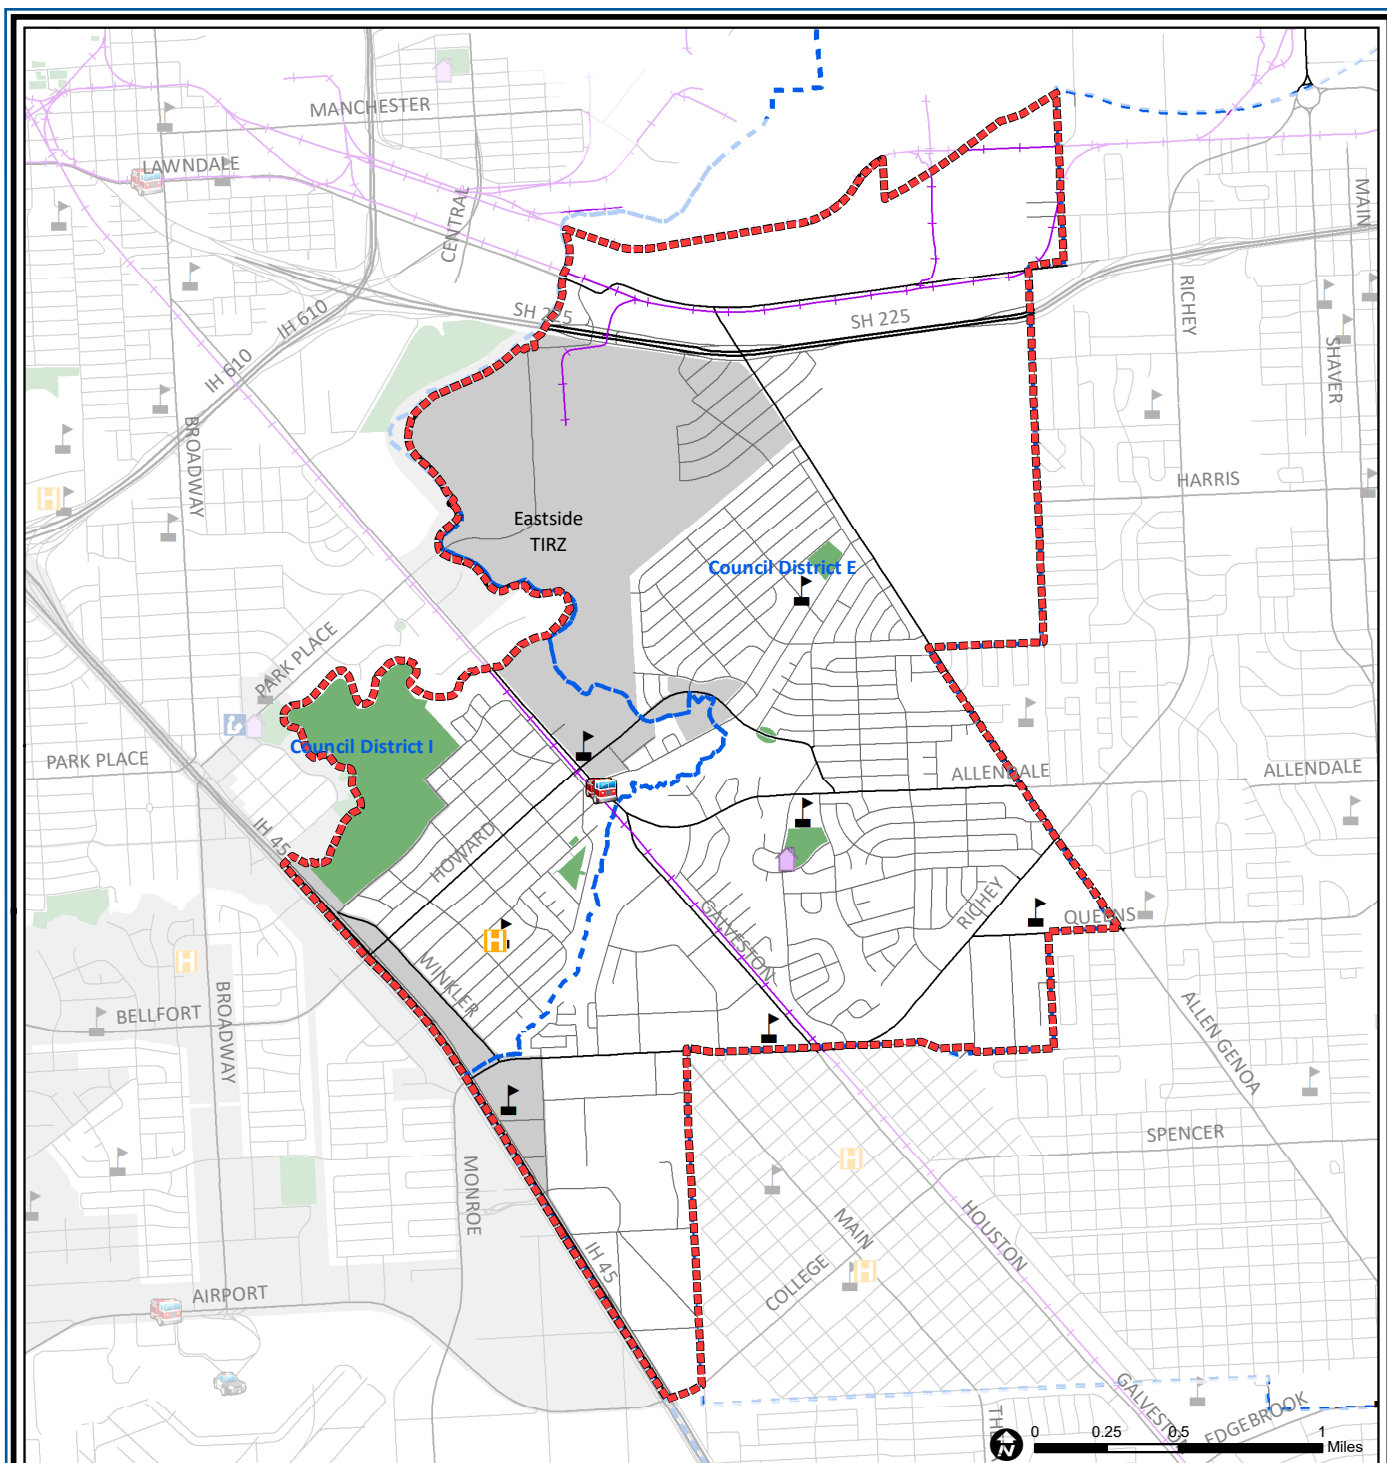 MANCHESTER
LAWNDALE
CENTRAL
MAIN
IH 610
IH 610
SH 225
SH 225
RICHEY
SHAVER
BROADWAY
HARRIS
Eastside
TIRZ
Council District E
PARK PLACE
Council District I
PARK PLACE
ALLENDALE
ALLENDALE
IH 45
HOWARD
RICHEY
QUEENS
GALVESTON
WINKLER
BELLFORT
BROADWAY
ALLEN GENOA
SPENCER
MONROE
MAIN
HOUSTON
COLLEGE
IH 45
AIRPORT
GALVESTON
EDGEBROOK
N
0 0.25 0.5 1
Miles
H
H
H
H
H